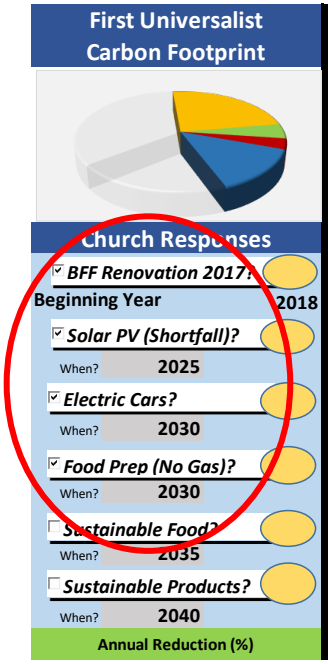 First Universalist
Carbon Footprint
Church Responses
BFF Renovation 2017?
Beginning Year 2018
Solar PV (Shortfall)?
When? 2025
Electric Cars?
When? 2030
Food Prep (No Gas)?
When? 2030
Sustainable Food?
When? 2035
Sustainable Products?
When? 2040
Annual Reduction (%)